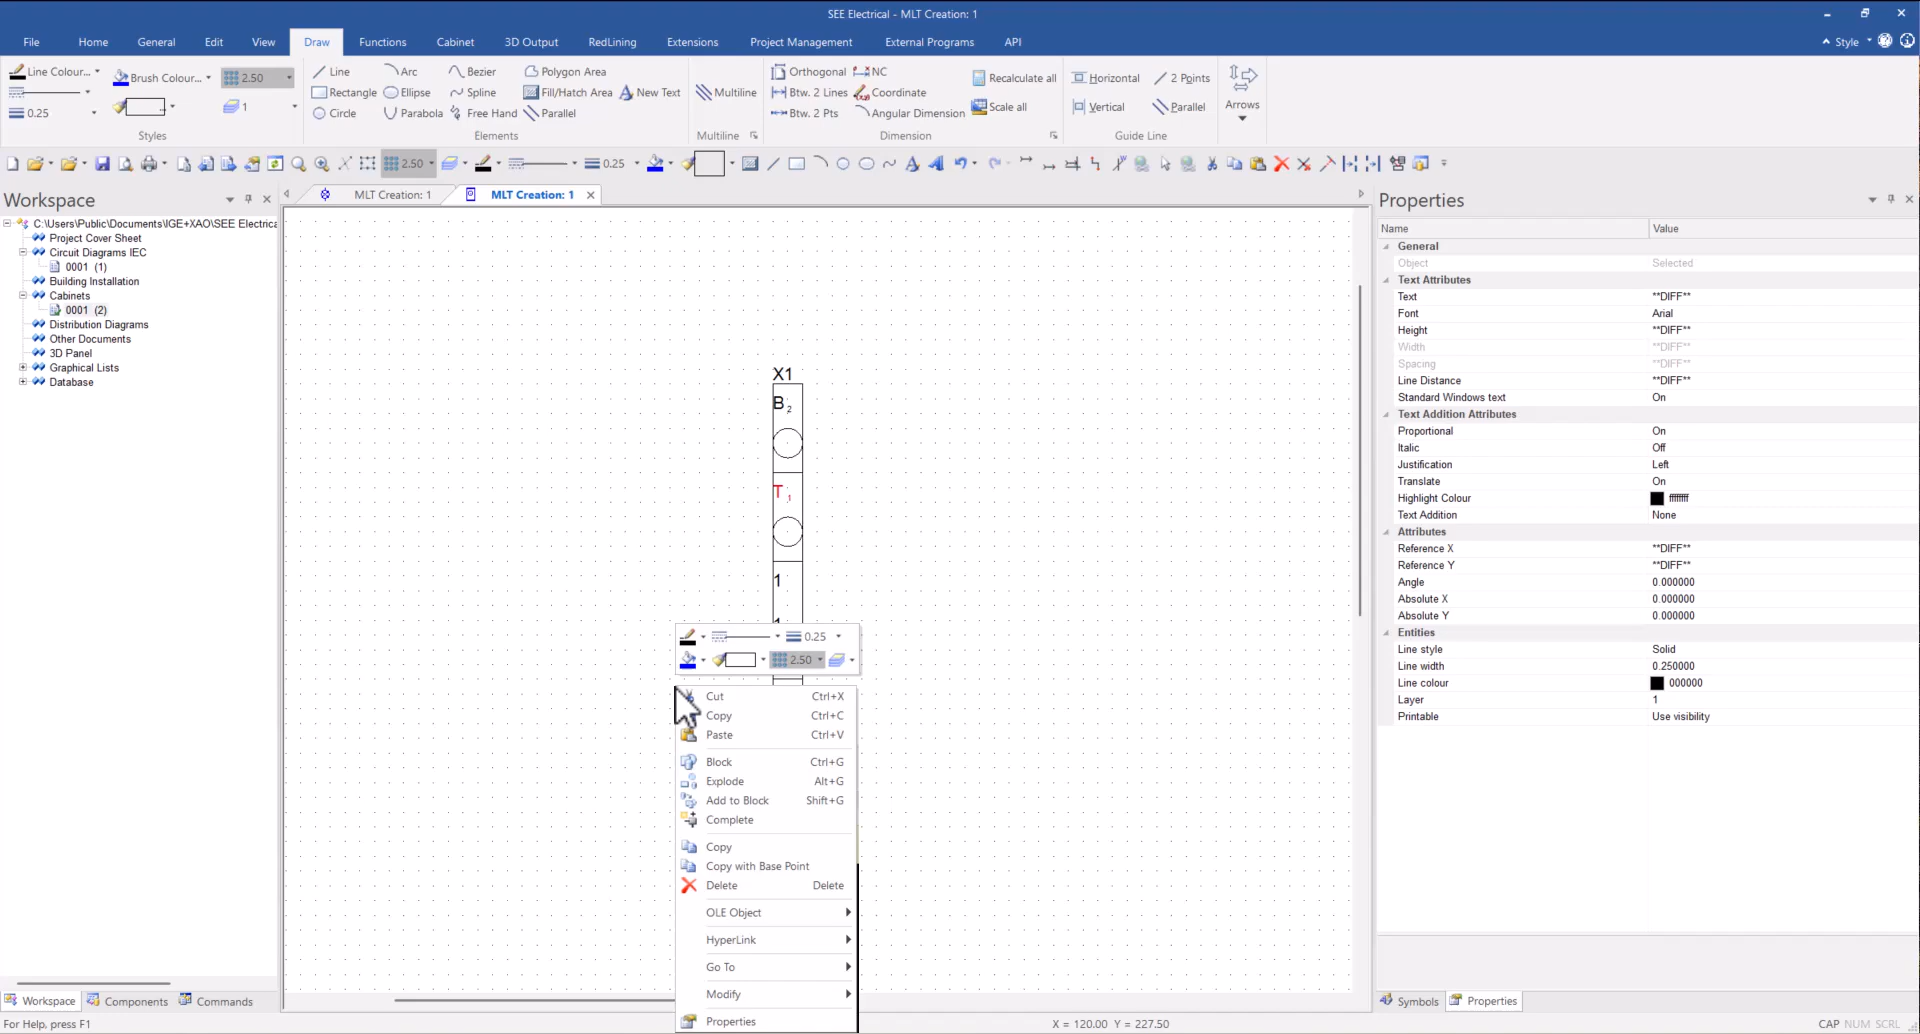 SEE Electrical - MLT Creation: 1
File Home General Edit View Draw Functions Cabinet 3D Output RedLining Extensions Project Management External Programs API Style
Line Colour... Brush Colour... 2.50 Line Arc Bezier Polygon Area Orthogonal NC Recalculate all Horizontal 2 Points
Rectangle Ellipse Spline Fill/Hatch Area New Text Multiline Btw. 2 Lines Coordinate Scale all Vertical Parallel Arrows
0.25 1 Circle Parabola Free Hand Parallel Btw. 2 Pts Angular Dimension
Styles Elements Multiline Dimension Guide Line
2.50 0.25
Workspace
MLT Creation: 1 MLT Creation: 1
C:\Users\Public\Documents\IGE+XAO\SEE Electrica
Project Cover Sheet
Circuit Diagrams IEC
0001 (1)
Building Installation
Cabinets
0001 (2)
Distribution Diagrams
Other Documents
3D Panel
Graphical Lists
Database
X1
B 2
T 1
1
0.25
2.50
Cut Ctrl+X
Copy Ctrl+C
Paste Ctrl+V
Block Ctrl+G
Explode Alt+G
Add to Block Shift+G
Complete
Copy
Copy with Base Point
Delete Delete
OLE Object
HyperLink
Go To
Modify
Properties
Properties
Name Value
General
Object Selected
Text Attributes
Text **DIFF**
Font Arial
Height **DIFF**
Width **DIFF**
Spacing **DIFF**
Line Distance **DIFF**
Standard Windows text On
Text Addition Attributes
Proportional On
Italic Off
Justification Left
Translate On
Highlight Colour ffffffff
Text Addition None
Attributes
Reference X **DIFF**
Reference Y **DIFF**
Angle 0.000000
Absolute X 0.000000
Absolute Y 0.000000
Entities
Line style Solid
Line width 0.250000
Line colour 000000
Layer 1
Printable Use visibility
Workspace Components Commands
Symbols Properties
For Help, press F1
X = 120.00 Y = 227.50
CAP NUM SCRL